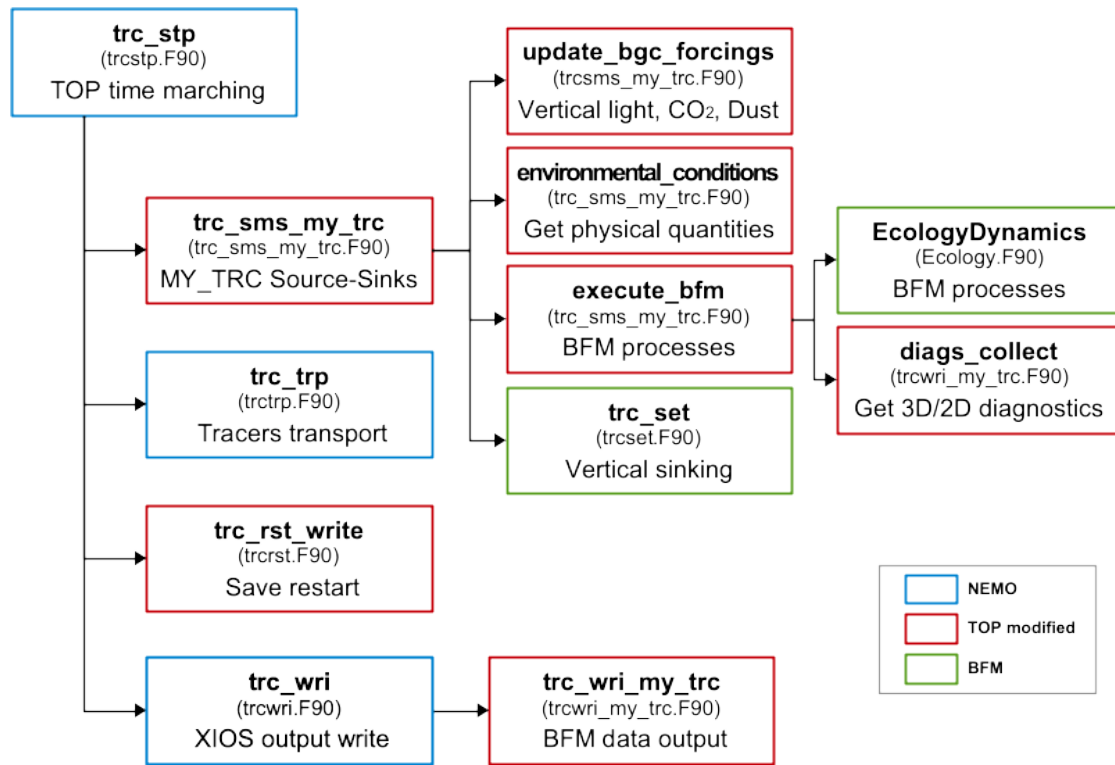 trc_stp
(trcstp.F90)
TOP time marching
trc_sms_my_trc
(trc_sms_my_trc.F90)
MY_TRC Source-Sinks
trc_trp
(trctrp.F90)
Tracers transport
trc_rst_write
(trcrst.F90)
Save restart
trc_wri
(trcwri.F90)
XIOS output write
update_bgc_forcings
(trcsms_my_trc.F90)
Vertical light, CO₂, Dust
environmental_conditions
(trc_sms_my_trc.F90)
Get physical quantities
execute_bfm
(trc_sms_my_trc.F90)
BFM processes
trc_set
(trcset.F90)
Vertical sinking
trc_wri_my_trc
(trcwri_my_trc.F90)
BFM data output
EcologyDynamics
(Ecology.F90)
BFM processes
diags_collect
(trcwri_my_trc.F90)
Get 3D/2D diagnostics
NEMO
TOP modified
BFM